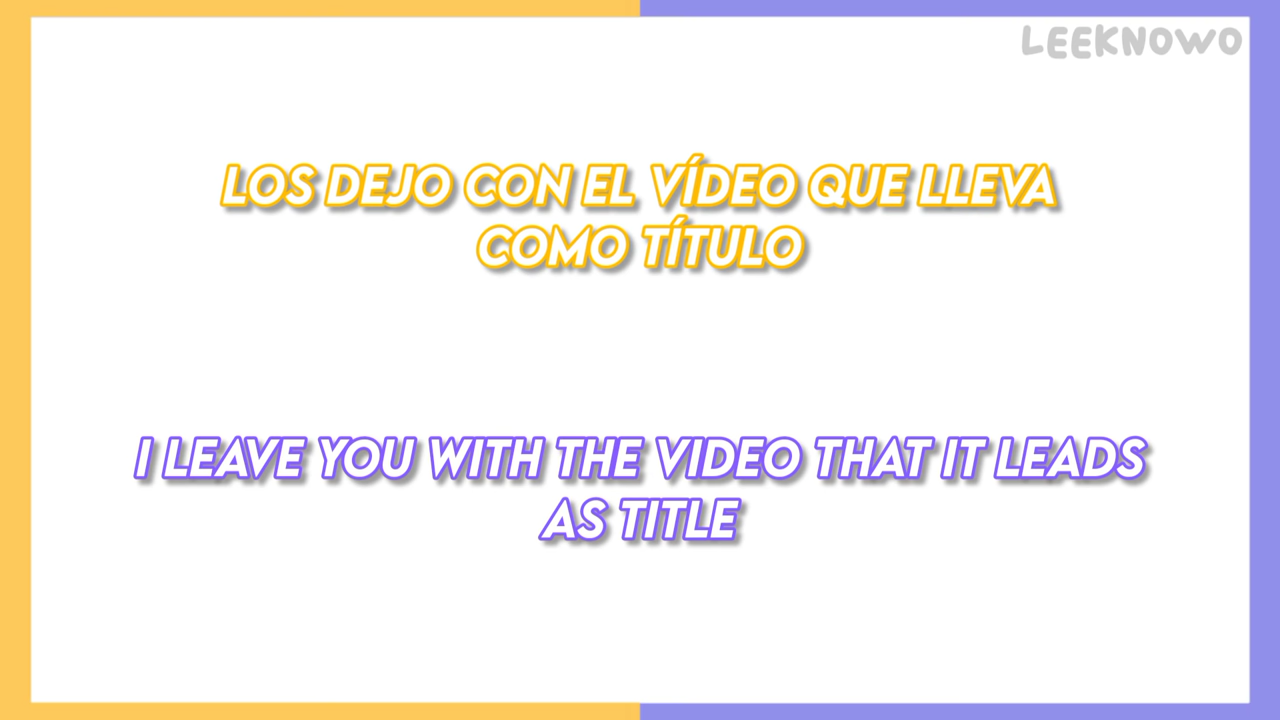 LEEKNOWO
LOS DEJO CON EL VÍDEO QUE LLEVA
COMO TÍTULO
I LEAVE YOU WITH THE VIDEO THAT IT LEADS
AS TITLE